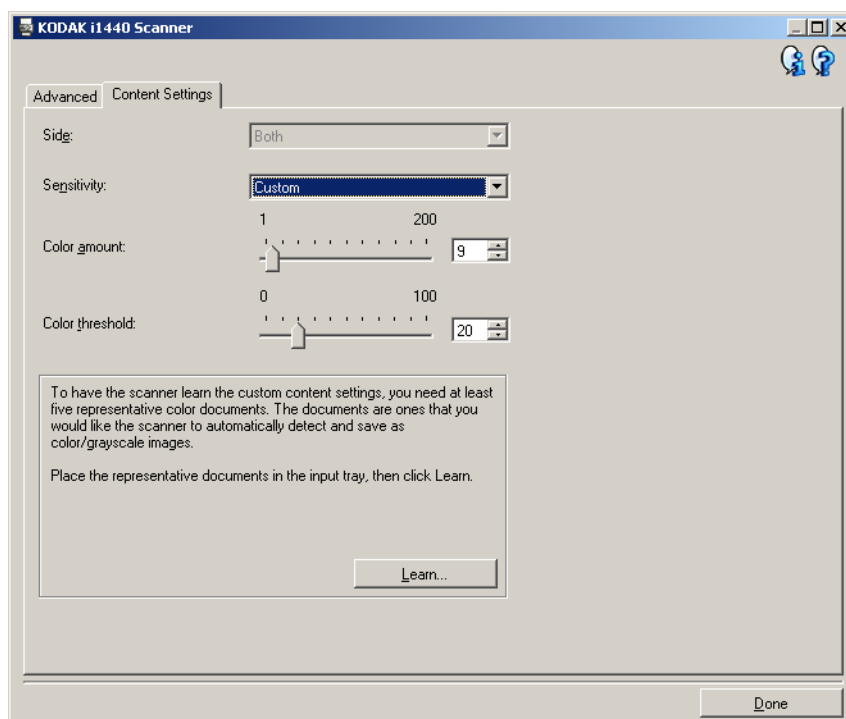 KODAK i1440 Scanner
Advanced
Content Settings
Side:
Both
Sensitivity:
Custom
1 200
Color amount:
9
0 100
Color threshold:
20
To have the scanner learn the custom content settings, you need at least
five representative color documents. The documents are ones that you
would like the scanner to automatically detect and save as
color/grayscale images.
Place the representative documents in the input tray, then click Learn.
Learn...
Done